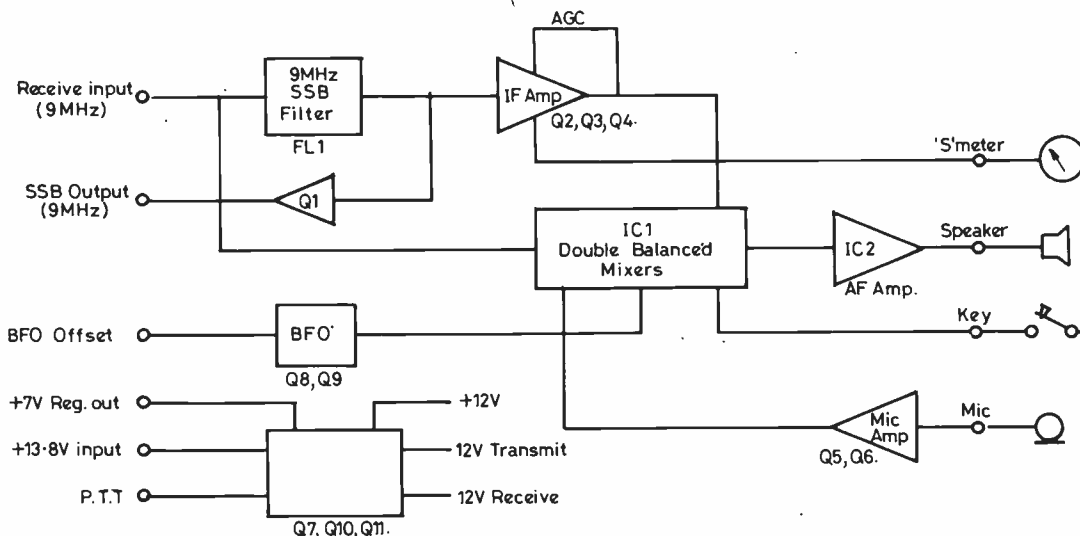 AGC
Receive input
(9MHz)
9MHz
SSB
Filter
FL1
IF Amp
Q2, Q3, Q4.
'S'meter
SSB Output
(9MHz)
Q1
IC1
Double Balanced
Mixers
IC2
AF Amp.
Speaker
BFO Offset
BFO
Q8, Q9
Key
+7V Reg. out
+12V
Mic
Amp
Q5, Q6.
Mic
+13·8V input
12V Transmit
P.T.T
12V Receive
Q7, Q10, Q11.